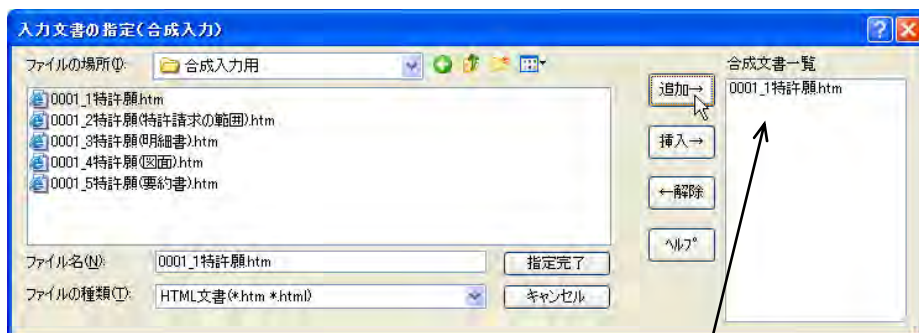 入力文書の指定(合成入力)
ファイルの場所(I):
合成入力用
0001_1特許願.htm
0001_2特許願(特許請求の範囲).htm
0001_3特許願(明細書).htm
0001_4特許願(図面).htm
0001_5特許願(要約書).htm
ファイル名(N):
0001_1特許願.htm
指定完了
ファイルの種類(T):
HTML文書(*.htm *.html)
キャンセル
追加→
挿入→
←解除
ヘルプ
合成文書一覧
0001_1特許願.htm